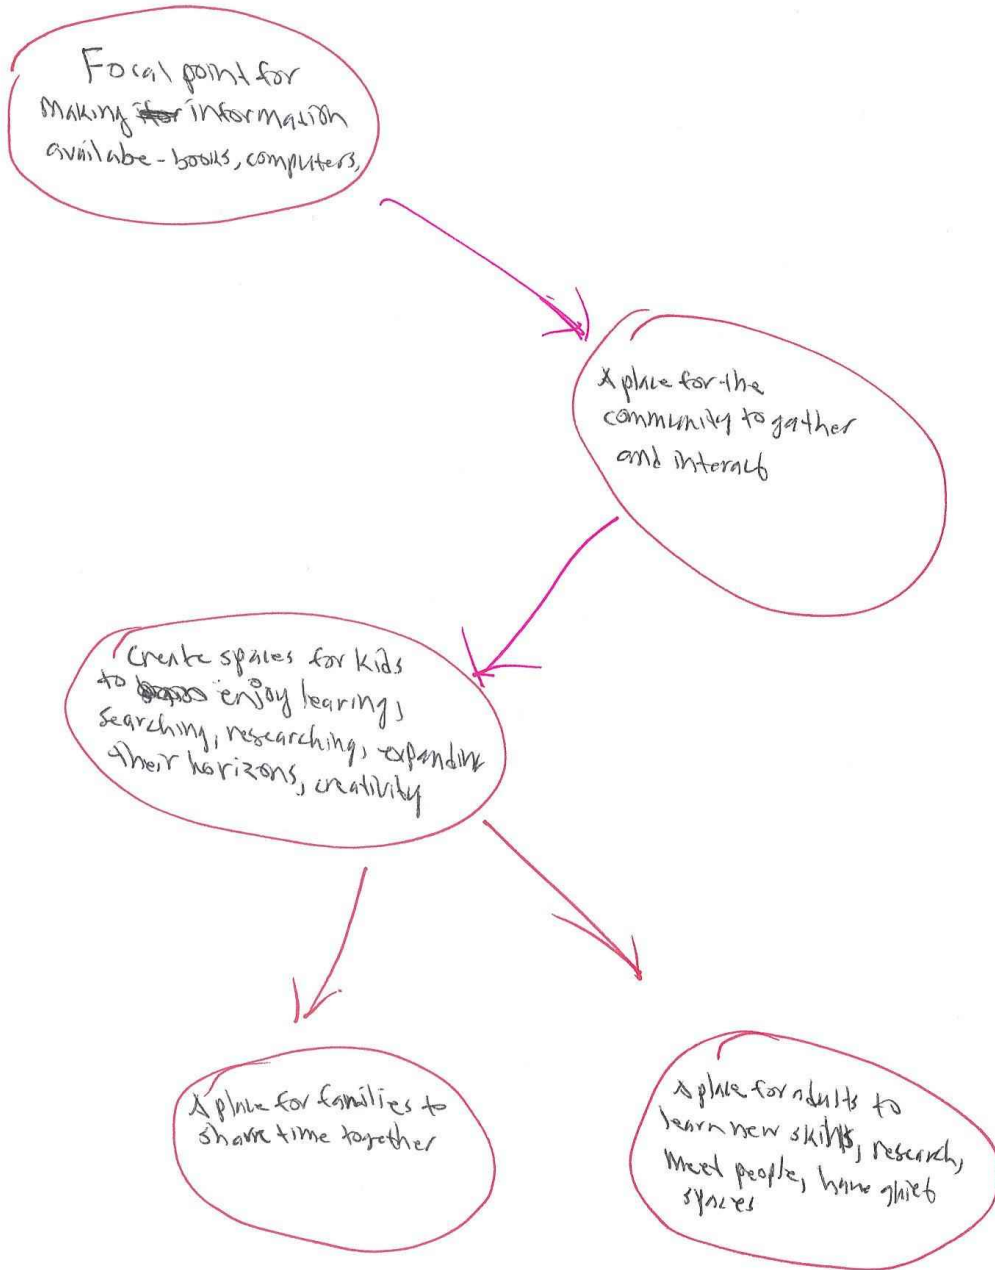 Focal point for
making information
availabe - books, computers,
A place for the
community to gather
and interact
Create spaces for kids
to enjoy learing,
searching, researching, expanding
their horizons, creativity
A place for families to
share time together
A place for adults to
learn new skills, research,
meet people, have quiet
spaces